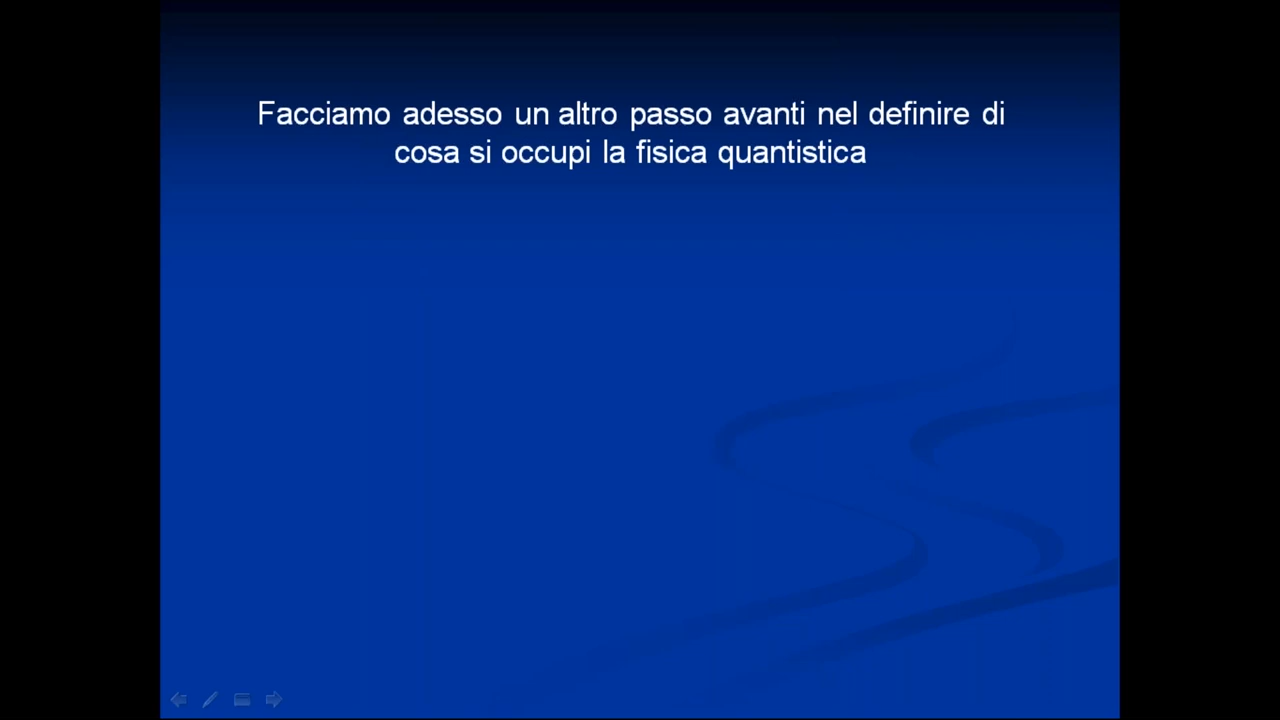 Facciamo adesso un altro passo avanti nel definire di
cosa si occupi la fisica quantistica